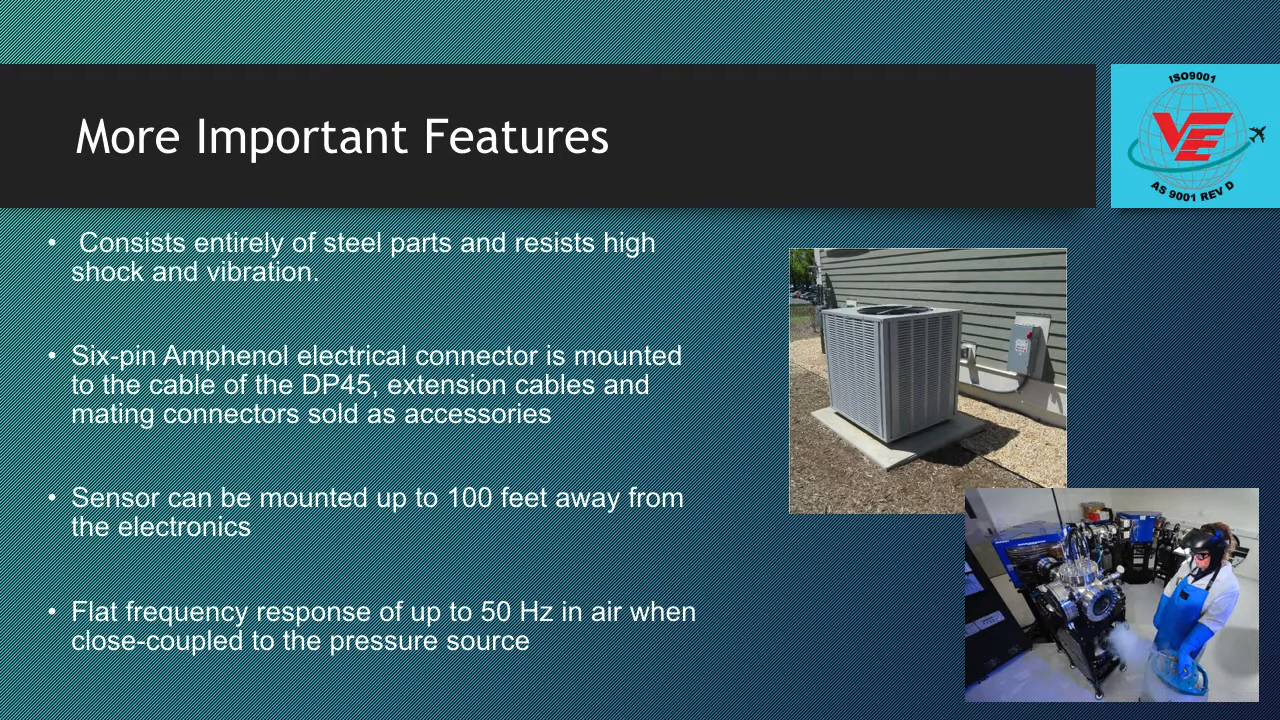 More Important Features
ISO9001
VE
AS 9001 REV D
• Consists entirely of steel parts and resists high
shock and vibration.
• Six-pin Amphenol electrical connector is mounted
to the cable of the DP45, extension cables and
mating connectors sold as accessories
• Sensor can be mounted up to 100 feet away from
the electronics
• Flat frequency response of up to 50 Hz in air when
close-coupled to the pressure source